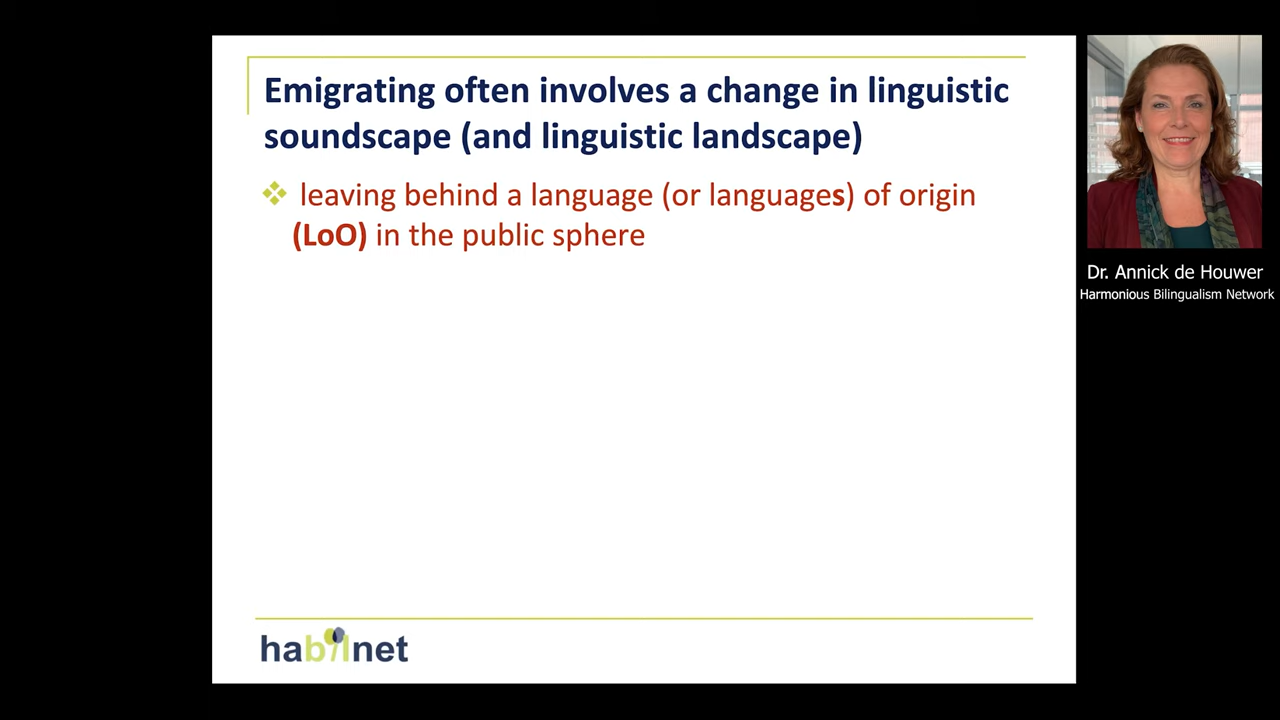 Emigrating often involves a change in linguistic
soundscape (and linguistic landscape)
leaving behind a language (or languages) of origin
(LoO) in the public sphere
habilnet
Dr. Annick de Houwer
Harmonious Bilingualism Network